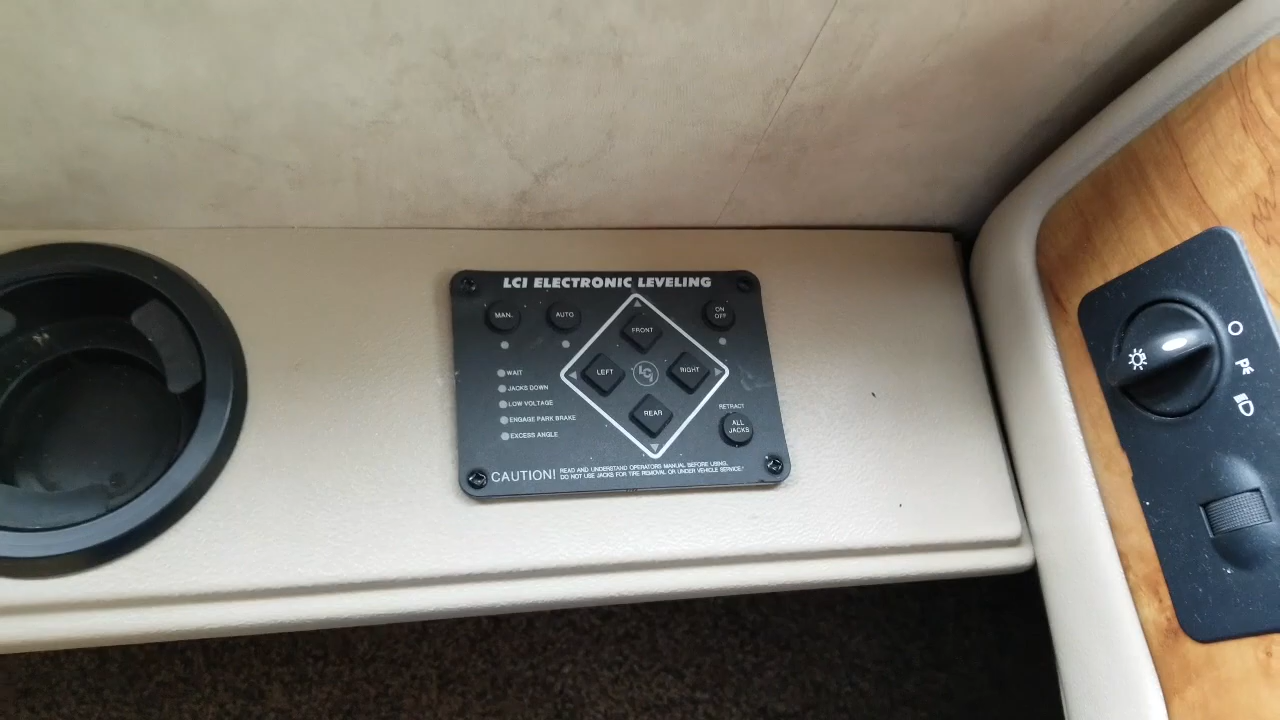 LCI ELECTRONIC LEVELING
MAN.
AUTO
ON
OFF
FRONT
LEFT
LCI
RIGHT
REAR
WAIT
JACKS DOWN
LOW VOLTAGE
ENGAGE PARK BRAKE
EXCESS ANGLE
RETRACT
ALL
JACKS
CAUTION! READ AND UNDERSTAND OPERATORS MANUAL BEFORE USING.
DO NOT USE JACKS FOR TIRE REMOVAL OR UNDER VEHICLE SERVICE.